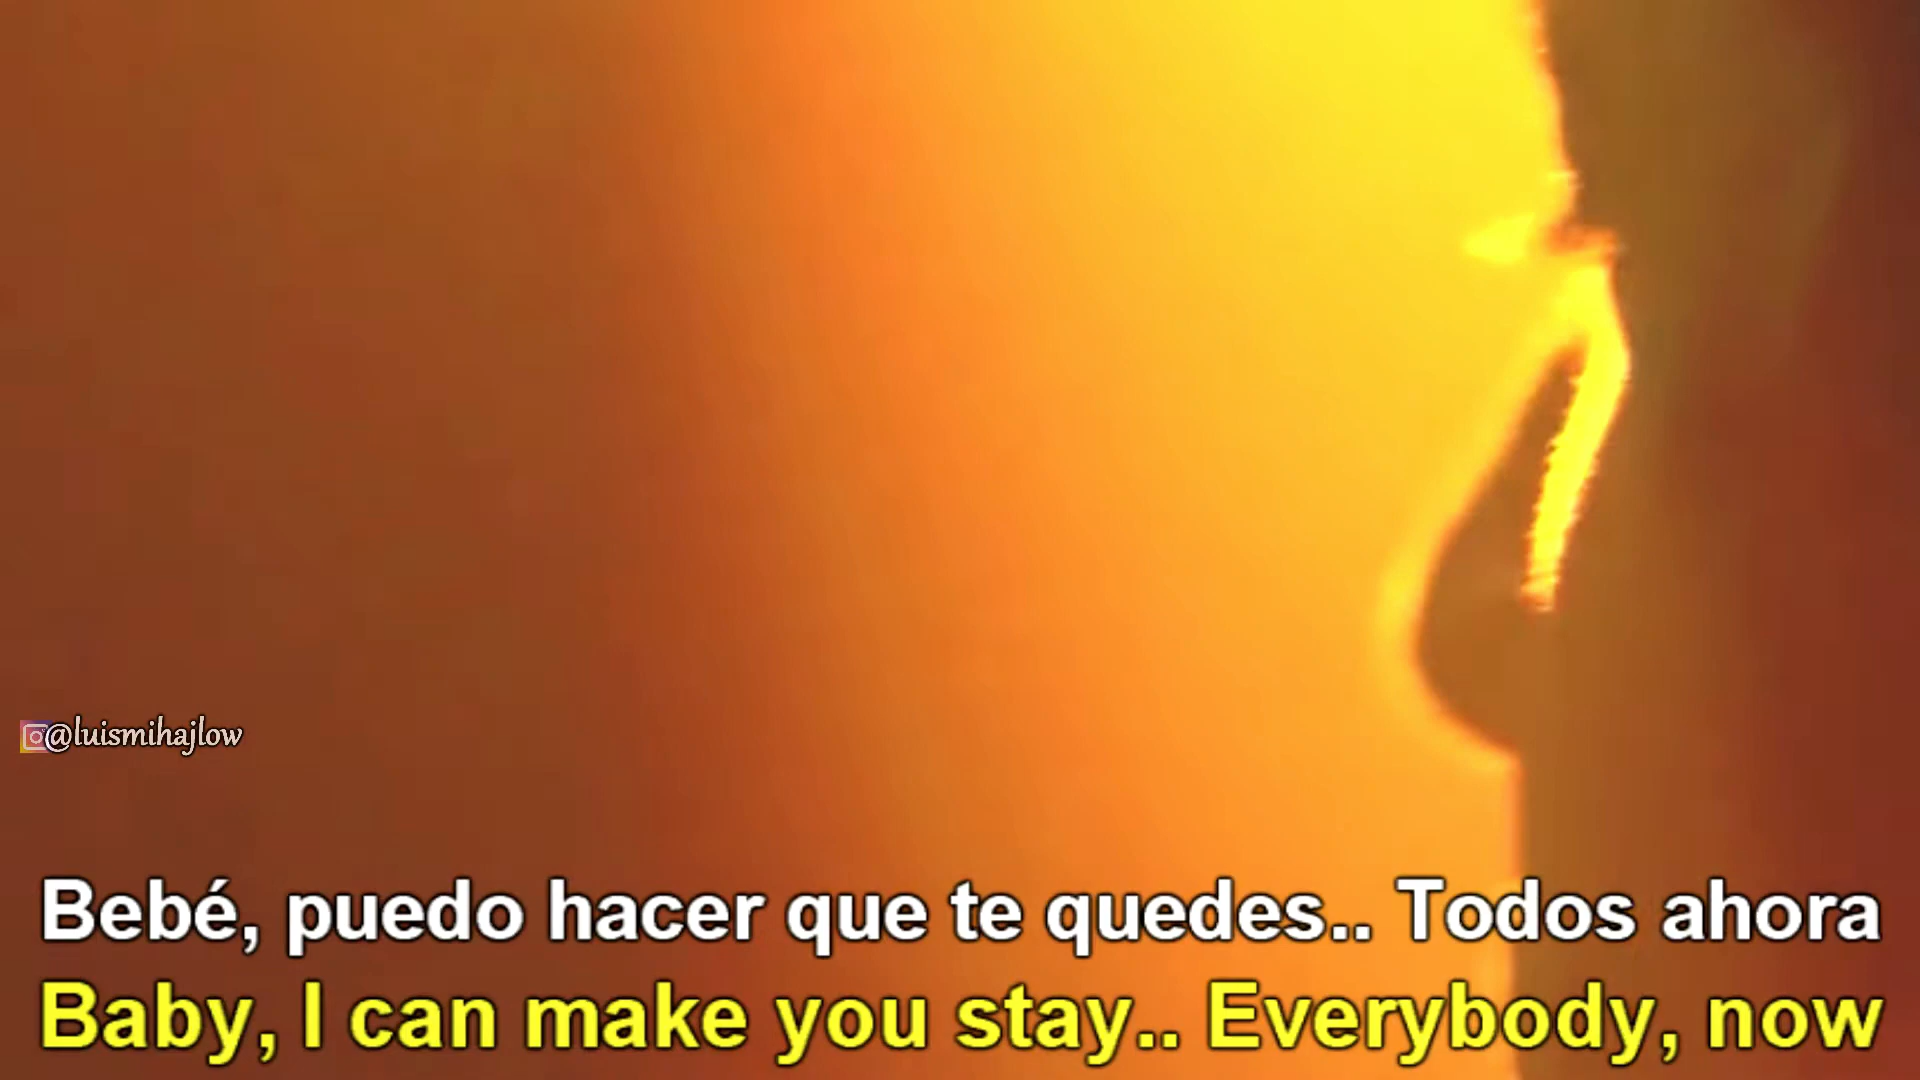 @luismihajlow
Bebé, puedo hacer que te quedes.. Todos ahora
Baby, I can make you stay.. Everybody, now